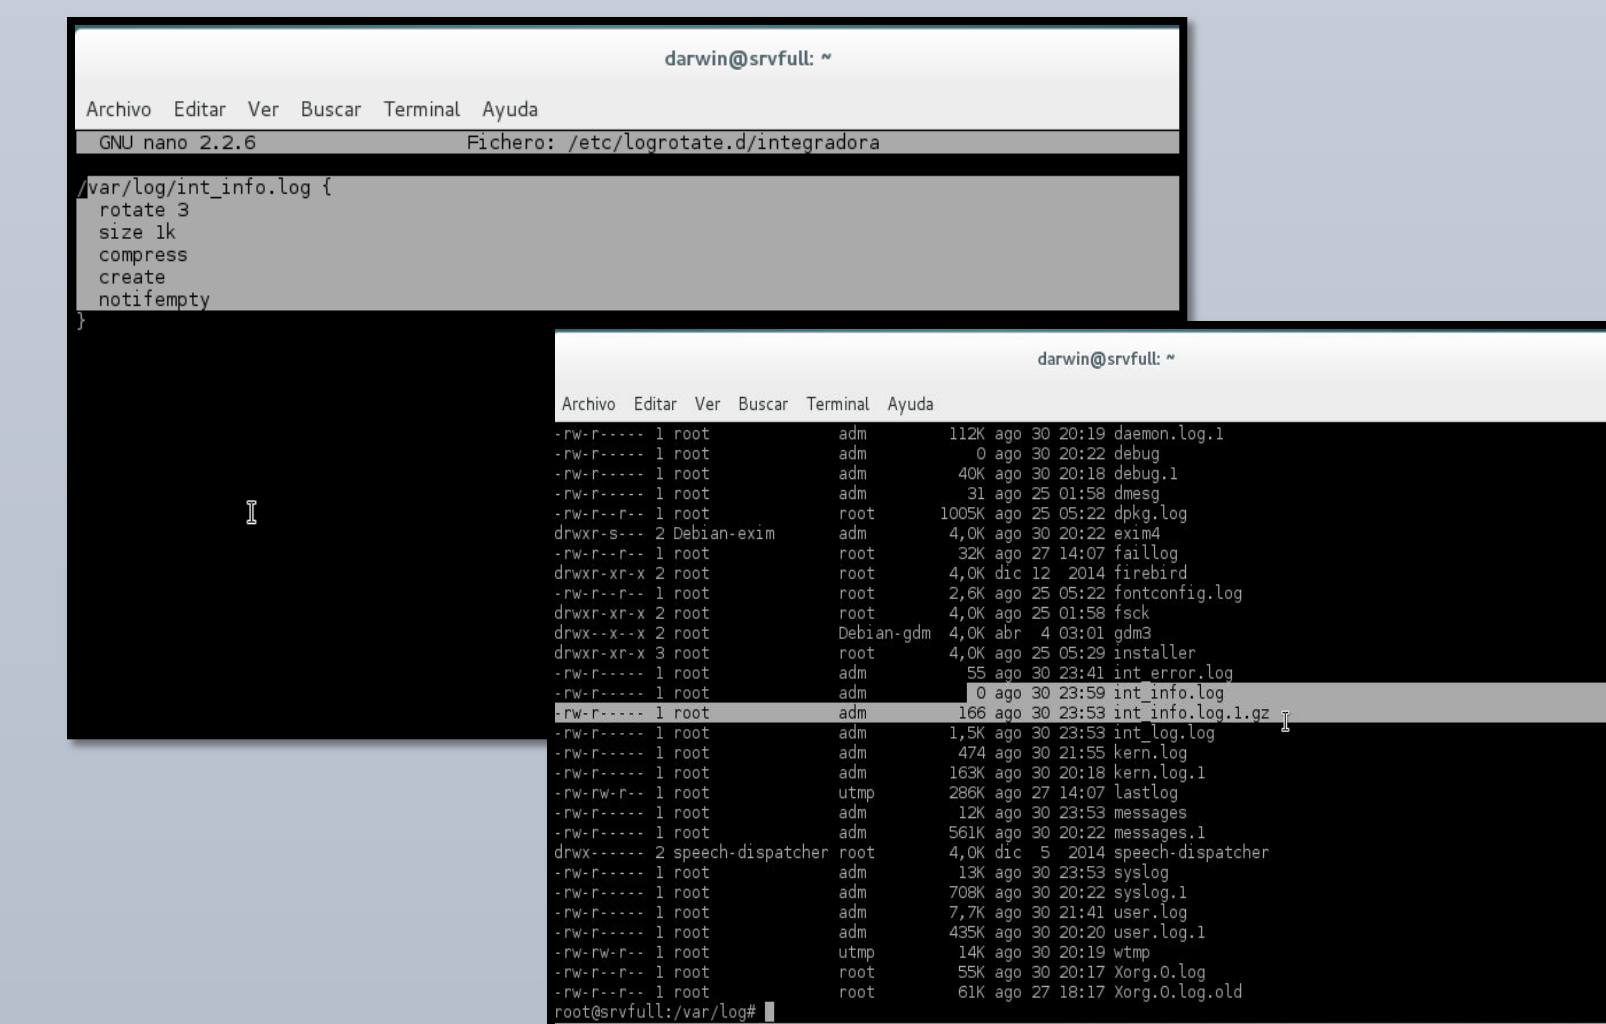 darwin@srvfull: ~
Archivo Editar Ver Buscar Terminal Ayuda
GNU nano 2.2.6 Fichero: /etc/logrotate.d/integradora
/var/log/int_info.log {
rotate 3
size 1k
compress
create
notifempty
}
darwin@srvfull: ~
Archivo Editar Ver Buscar Terminal Ayuda
-rw-r----- 1 root adm 112K ago 30 20:19 daemon.log.1
-rw-r----- 1 root adm 0 ago 30 20:22 debug
-rw-r----- 1 root adm 40K ago 30 20:18 debug.1
-rw-r----- 1 root adm 31 ago 25 01:58 dmesg
-rw-r--r-- 1 root root 1005K ago 25 05:22 dpkg.log
drwxr-s--- 2 Debian-exim adm 4,0K ago 30 20:22 exim4
-rw-r--r-- 1 root root 32K ago 27 14:07 faillog
drwxr-xr-x 2 root root 4,0K dic 12 2014 firebird
-rw-r--r-- 1 root root 2,6K ago 25 05:22 fontconfig.log
drwxr-xr-x 2 root root 4,0K ago 25 01:58 fsck
drwx--x--x 2 root Debian-gdm 4,0K abr 4 03:01 gdm3
drwxr-xr-x 3 root root 4,0K ago 25 05:29 installer
-rw-r----- 1 root adm 55 ago 30 23:41 int_error.log
-rw-r----- 1 root adm 0 ago 30 23:59 int_info.log
-rw-r----- 1 root adm 166 ago 30 23:53 int_info.log.1.gz
-rw-r----- 1 root adm 1,5K ago 30 23:53 int_log.log
-rw-r----- 1 root adm 474 ago 30 21:55 kern.log
-rw-r----- 1 root adm 163K ago 30 20:18 kern.log.1
-rw-rw-r-- 1 root utmp 286K ago 27 14:07 lastlog
-rw-r----- 1 root adm 12K ago 30 23:53 messages
-rw-r----- 1 root adm 561K ago 30 20:22 messages.1
drwx------ 2 speech-dispatcher root 4,0K dic 5 2014 speech-dispatcher
-rw-r----- 1 root adm 13K ago 30 23:53 syslog
-rw-r----- 1 root adm 708K ago 30 20:22 syslog.1
-rw-r----- 1 root adm 7,7K ago 30 21:41 user.log
-rw-r----- 1 root adm 435K ago 30 20:20 user.log.1
-rw-rw-r-- 1 root utmp 14K ago 30 20:19 wtmp
-rw-r--r-- 1 root root 55K ago 30 20:17 Xorg.0.log
-rw-r--r-- 1 root root 61K ago 27 18:17 Xorg.0.log.old
root@srvfull:/var/log#